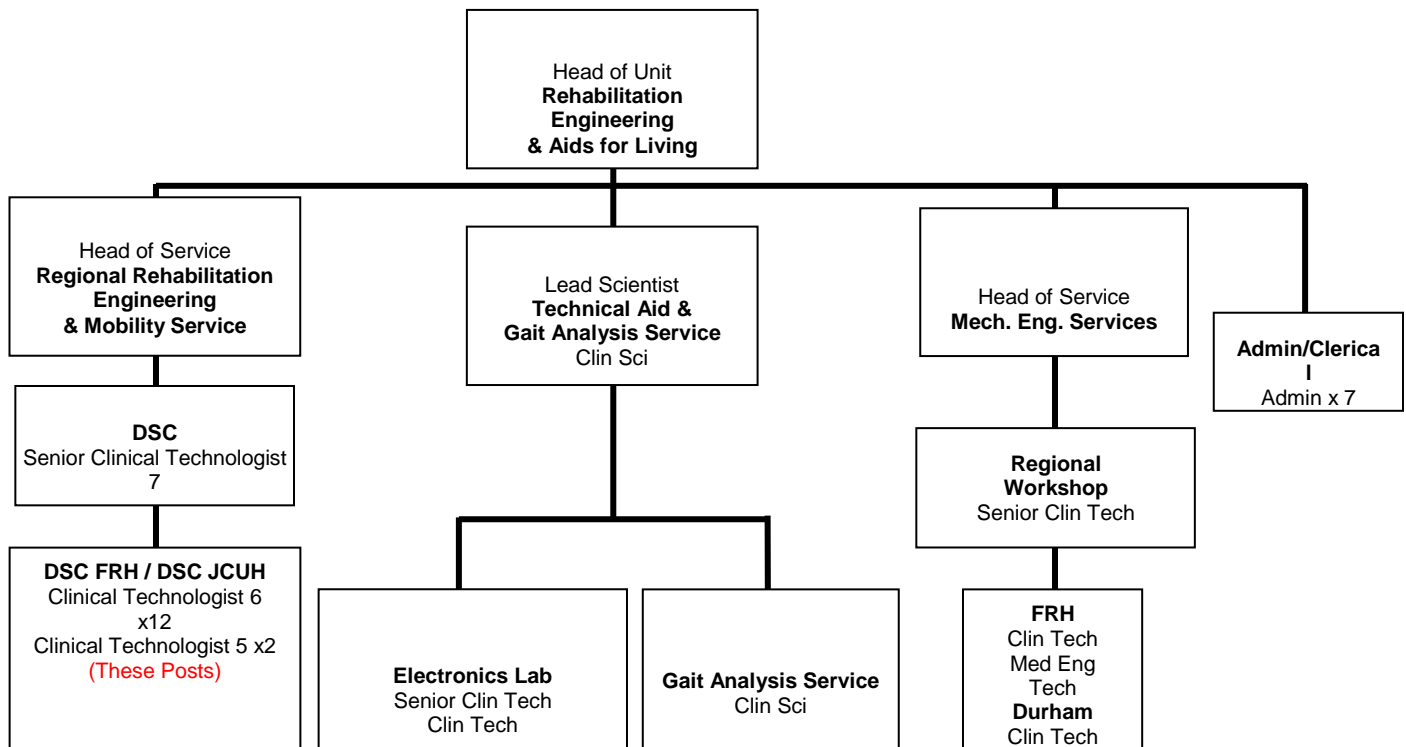 Head of Unit
Rehabilitation
Engineering
& Aids for Living
Head of Service
Regional Rehabilitation
Engineering
& Mobility Service
Lead Scientist
Technical Aid &
Gait Analysis Service
Clin Sci
Head of Service
Mech. Eng. Services
Admin/Clerica
l
Admin x 7
DSC
Senior Clinical Technologist
7
Regional
Workshop
Senior Clin Tech
DSC FRH / DSC JCUH
Clinical Technologist 6
x12
Clinical Technologist 5 x2
(These Posts)
Electronics Lab
Senior Clin Tech
Clin Tech
Gait Analysis Service
Clin Sci
FRH
Clin Tech
Med Eng
Tech
Durham
Clin Tech